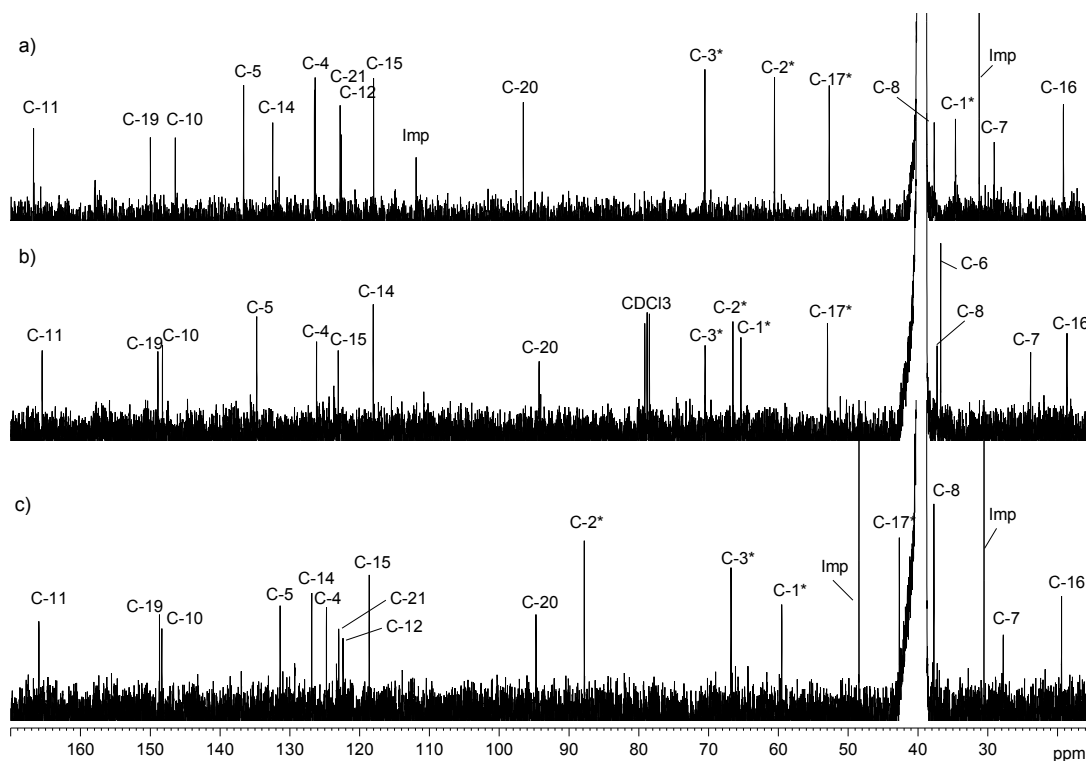 a)
C-11
C-19
C-10
C-5
C-14
C-4
C-21
C-12
C-15
Imp
C-20
C-3*
C-2*
C-17*
C-8
C-1*
Imp
C-7
C-16
b)
C-11
C-19
C-10
C-5
C-4
C-15
C-14
C-20
CDCl3
C-3*
C-2*
C-1*
C-17*
C-6
C-8
C-7
C-16
c)
C-11
C-19
C-10
C-5
C-14
C-4
C-21
C-12
C-15
C-20
C-2*
C-3*
C-1*
Imp
C-17*
C-8
Imp
C-7
C-16
160 150 140 130 120 110 100 90 80 70 60 50 40 30 ppm